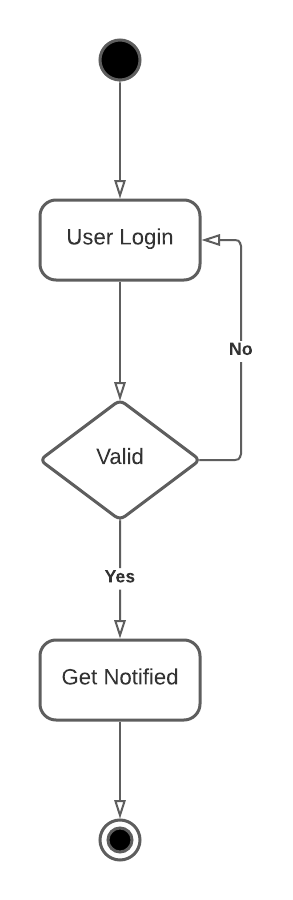 User Login
No
Valid
Yes
Get Notified